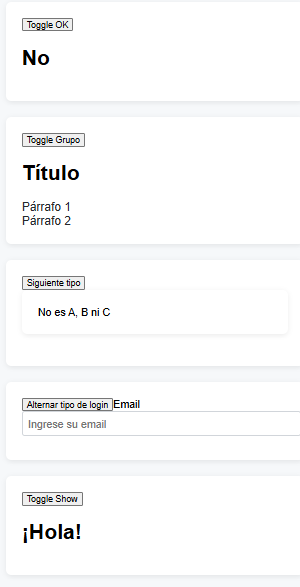 Toggle OK
No
Toggle Grupo
Título
Párrafo 1
Párrafo 2
Siguiente tipo
No es A, B ni C
Alternar tipo de login Email
Ingrese su email
Toggle Show
¡Hola!